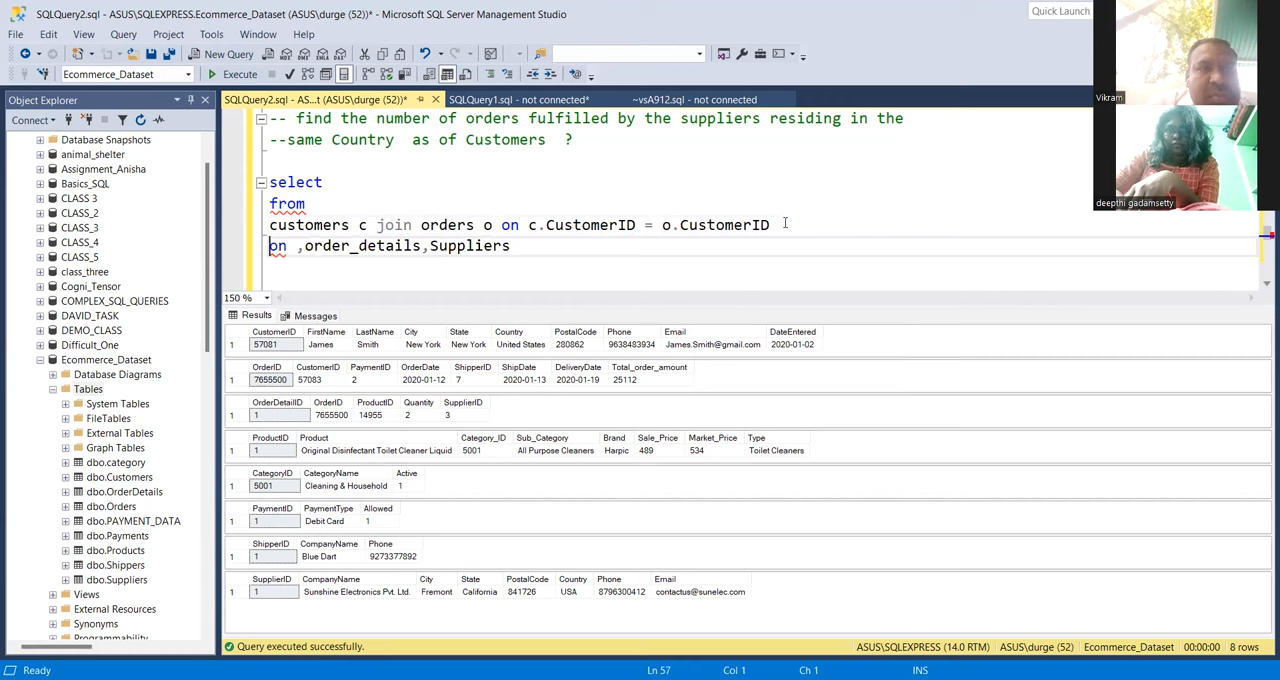 SQLQuery2.sql - ASUS\SQLEXPRESS.Ecommerce_Dataset (ASUS\durge (52))* - Microsoft SQL Server Management Studio
Quick Launch
File Edit View Query Project Tools Window Help
New Query
Ecommerce_Dataset Execute
Object Explorer
SQLQuery2.sql - AS...t (ASUS\durge (52))* SQLQuery1.sql - not connected* ~vsA912.sql - not connected
Connect
Database Snapshots
animal_shelter
Assignment_Anisha
Basics_SQL
CLASS 3
CLASS_2
CLASS_3
CLASS_4
CLASS_5
class_three
Cogni_Tensor
COMPLEX_SQL_QUERIES
DAVID_TASK
DEMO_CLASS
Difficult_One
Ecommerce_Dataset
Database Diagrams
Tables
System Tables
FileTables
External Tables
Graph Tables
dbo.category
dbo.Customers
dbo.OrderDetails
dbo.Orders
dbo.PAYMENT_DATA
dbo.Payments
dbo.Products
dbo.Shippers
dbo.Suppliers
Views
External Resources
Synonyms
Programmability
-- find the number of orders fulfilled by the suppliers residing in the
--same Country as of Customers ?
select
from
customers c join orders o on c.CustomerID = o.CustomerID
on ,order_details,Suppliers
150 %
Results Messages
CustomerID FirstName LastName City State Country PostalCode Phone Email DateEntered
1 57081 James Smith New York New York United States 280862 9638483934 James.Smith@gmail.com 2020-01-02
OrderID CustomerID PaymentID OrderDate ShipperID ShipDate DeliveryDate Total_order_amount
1 7655500 57083 2 2020-01-12 7 2020-01-13 2020-01-19 25112
OrderDetailID OrderID ProductID Quantity SupplierID
1 1 7655500 14955 2 3
ProductID Product Category_ID Sub_Category Brand Sale_Price Market_Price Type
1 1 Original Disinfectant Toilet Cleaner Liquid 5001 All Purpose Cleaners Harpic 489 534 Toilet Cleaners
CategoryID CategoryName Active
1 5001 Cleaning & Household 1
PaymentID PaymentType Allowed
1 1 Debit Card 1
ShipperID CompanyName Phone
1 1 Blue Dart 9273377892
SupplierID CompanyName City State PostalCode Country Phone Email
1 1 Sunshine Electronics Pvt. Ltd. Fremont California 841726 USA 8796300412 contactus@sunelec.com
Query executed successfully. ASUS\SQLEXPRESS (14.0 RTM) ASUS\durge (52) Ecommerce_Dataset 00:00:00 8 rows
Ready Ln 57 Col 1 Ch 1 INS
Vikram
deepthi gadamsetty